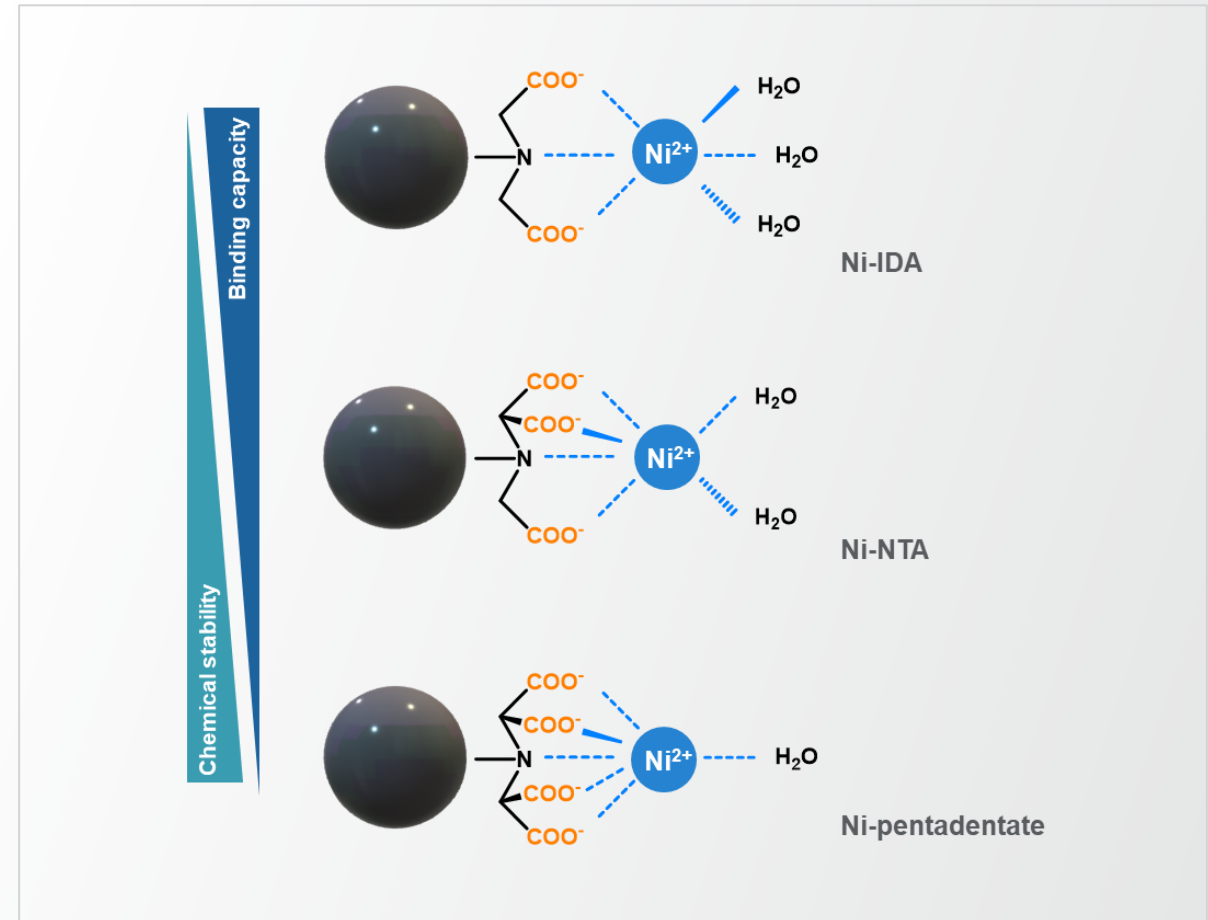 Binding capacity
Chemical stability
COO⁻
N
COO⁻
Ni²⁺
H₂O
H₂O
H₂O
Ni-IDA
COO⁻
COO⁻
N
COO⁻
Ni²⁺
H₂O
H₂O
Ni-NTA
COO⁻
COO⁻
N
COO⁻
COO⁻
Ni²⁺
H₂O
Ni-pentadentate